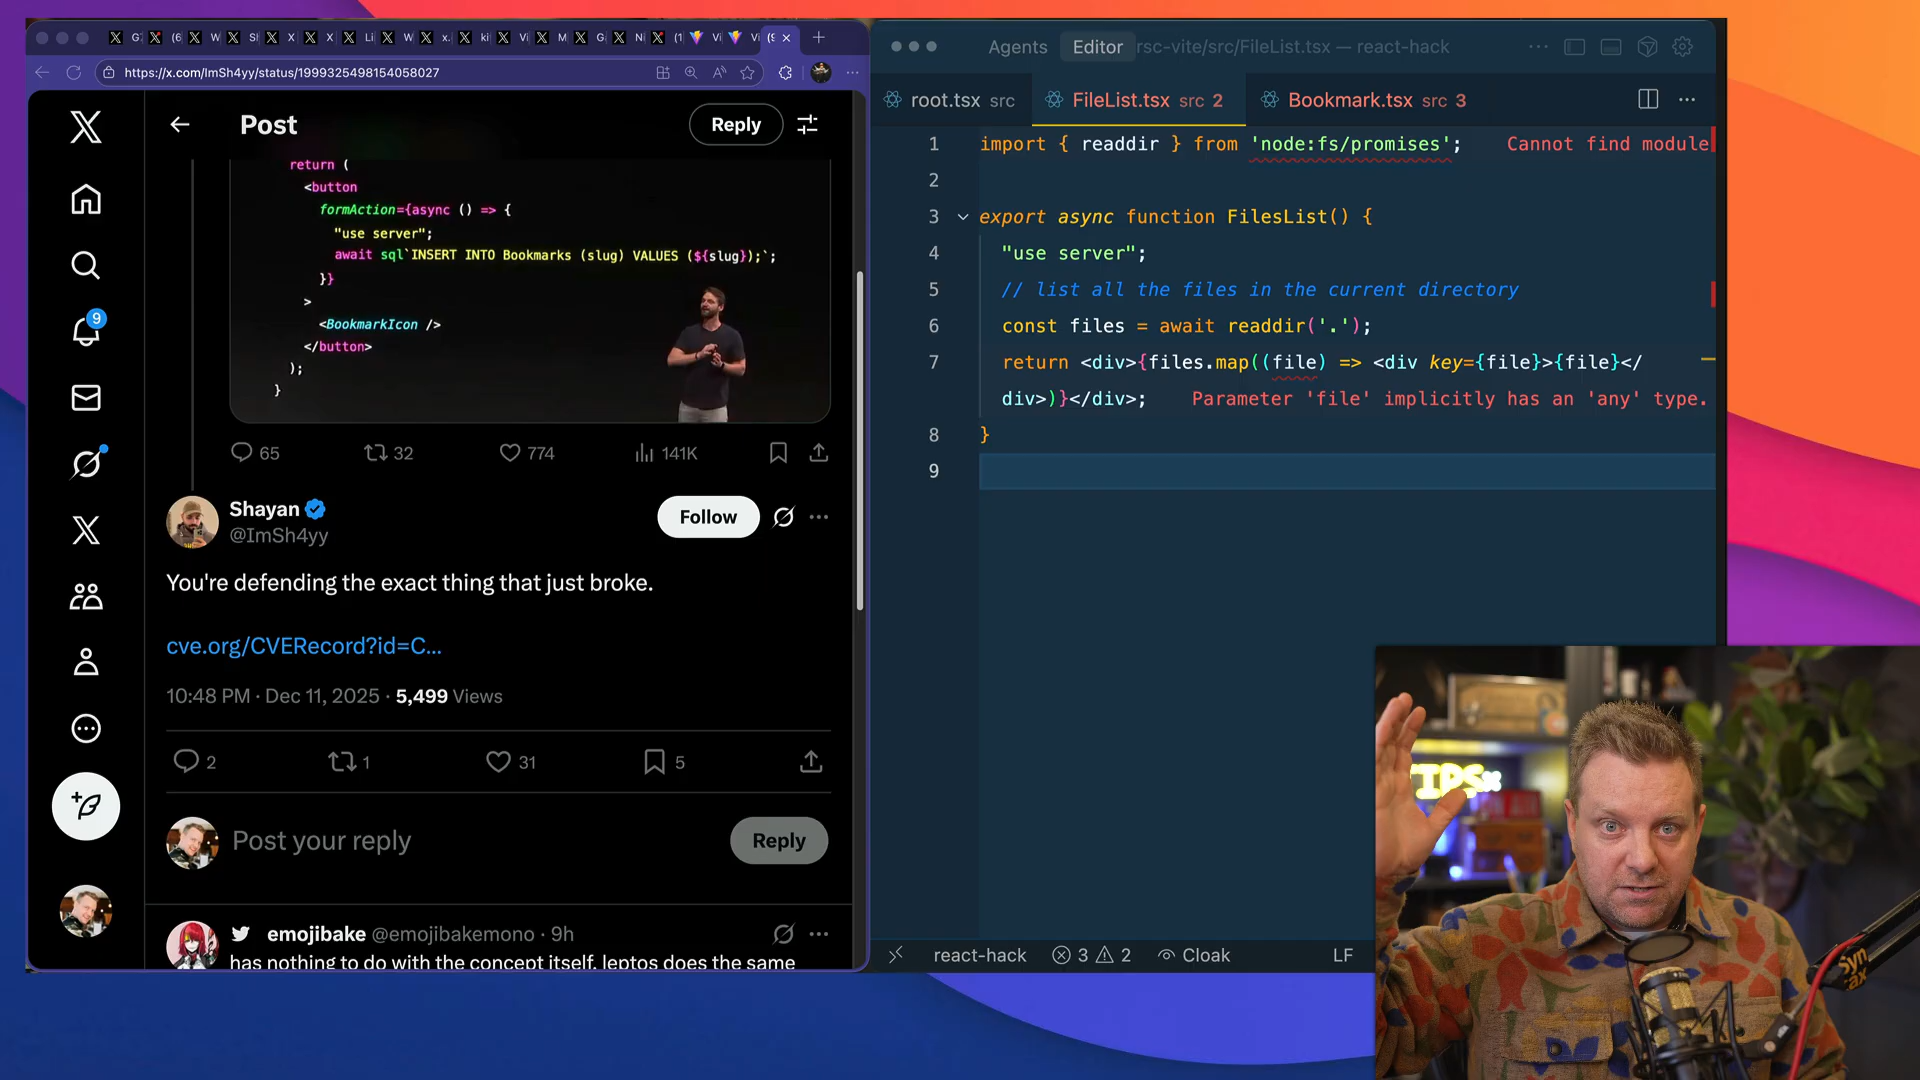 https://x.com/ImSh4yy/status/1999325498154058027
Post
Reply
return (
<button
formAction={async () => {
"use server";
await sql`INSERT INTO Bookmarks (slug) VALUES (${slug});`;
}}
>
<BookmarkIcon />
</button>
);
}
65
32
774
141K
9
Shayan
@ImSh4yy
Follow
You're defending the exact thing that just broke.
cve.org/CVERecord?id=C...
10:48 PM · Dec 11, 2025 · 5,499 Views
2
1
31
5
Post your reply
Reply
emojibake @emojibakemono · 9h
has nothing to do with the concept itself. leptos does the same
Agents
Editor
rsc-vite/src/FileList.tsx — react-hack
root.tsx src
FileList.tsx src 2
Bookmark.tsx src 3
1 import { readdir } from 'node:fs/promises'; Cannot find module
2
3 export async function FilesList() {
4 "use server";
5 // list all the files in the current directory
6 const files = await readdir('.');
7 return <div>{files.map((file) => <div key={file}>{file}</
div>)}</div>; Parameter 'file' implicitly has an 'any' type.
8 }
9
react-hack
3
2
Cloak
LF
Syn
tax